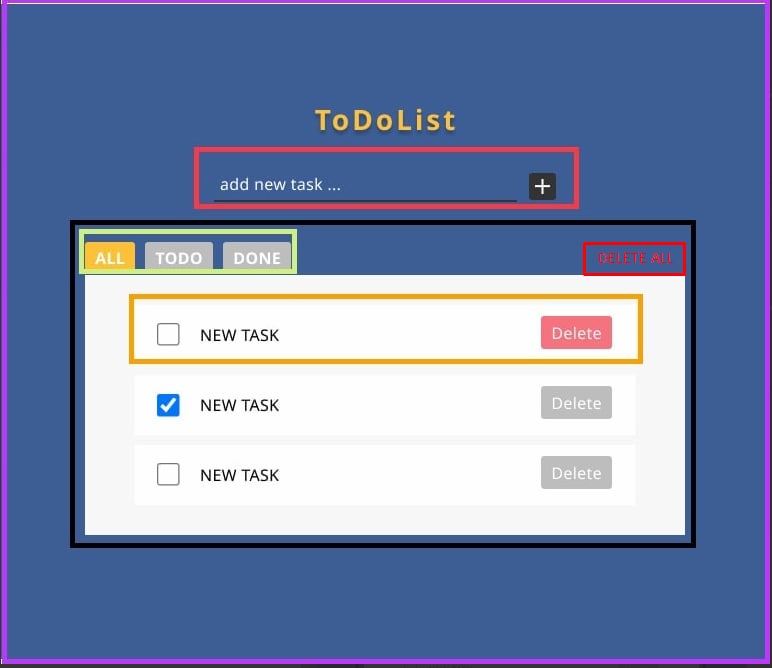 ToDoList
add new task ...
ALL TODO DONE DELETE ALL
NEW TASK Delete
NEW TASK Delete
NEW TASK Delete